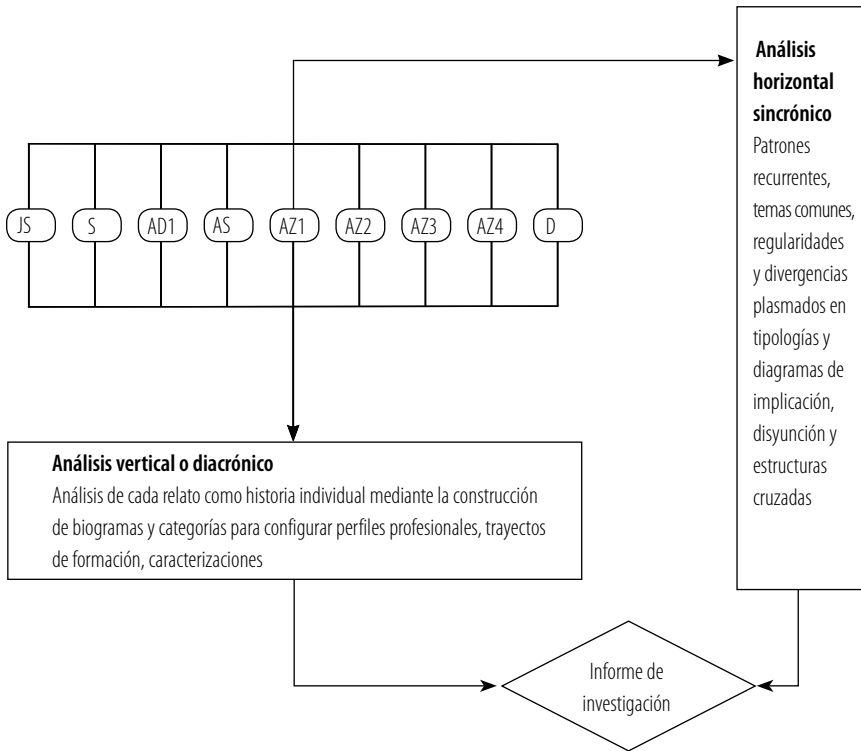 Análisis
horizontal
sincrónico
Patrones
recurrentes,
temas comunes,
regularidades
y divergencias
plasmados en
tipologías y
diagramas de
implicación,
disyunción y
estructuras
cruzadas
JS S AD1 AS AZ1 AZ2 AZ3 AZ4 D
Análisis vertical o diacrónico
Análisis de cada relato como historia individual mediante la construcción
de biogramas y categorías para configurar perfiles profesionales, trayectos
de formación, caracterizaciones
Informe de
investigación